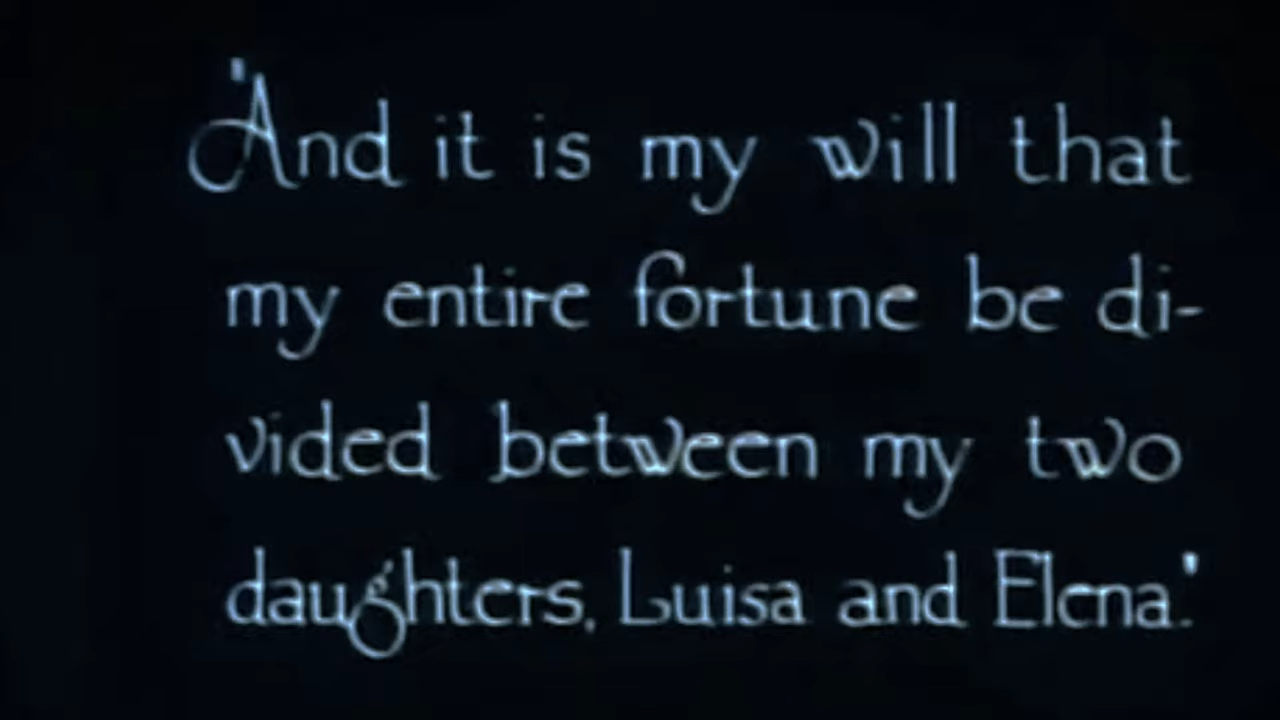 'And it is my will that
my entire fortune be di-
vided between my two
daughters, Luisa and Elena.'